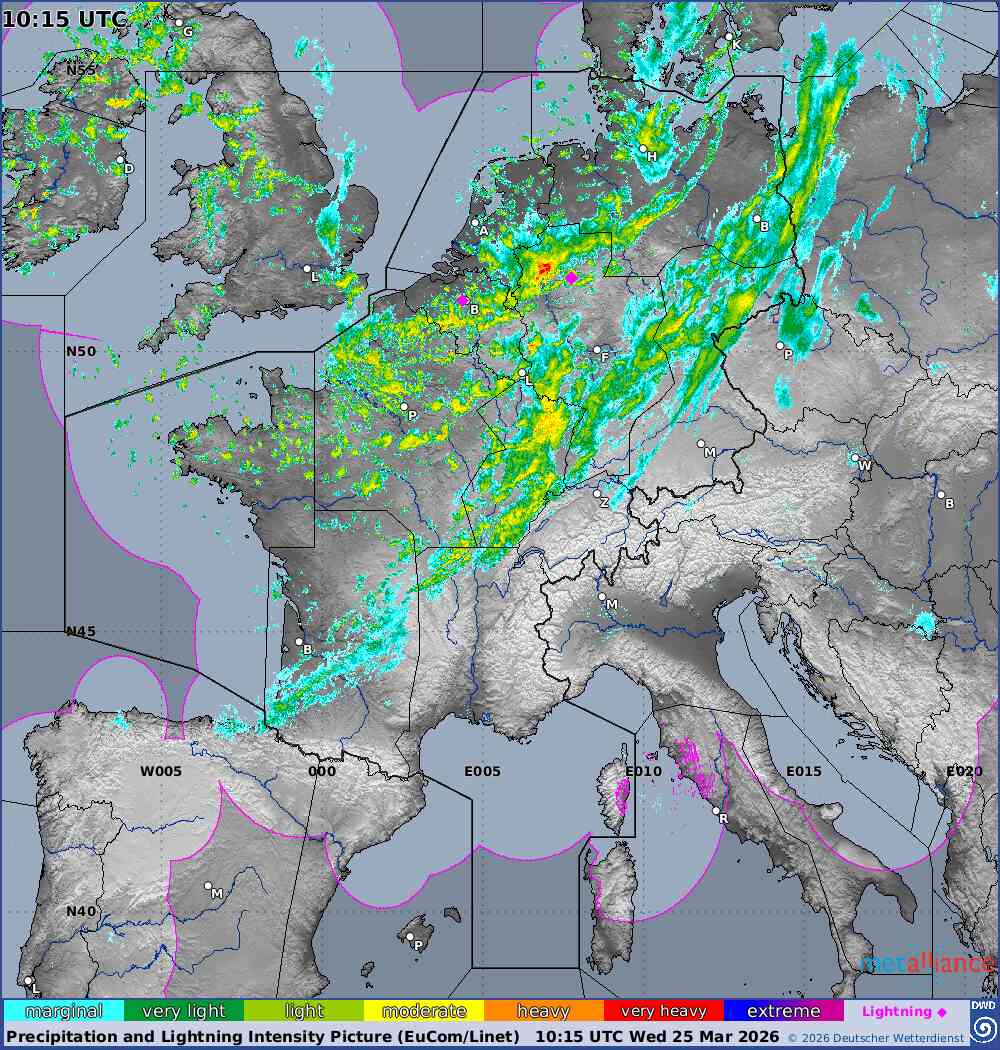 10:15 UTC
G
K
N55
H
D
A
B
L
B
N50
F
P
L
P
M
W
Z
B
M
N45
B
W005
000
E005
E010
E015
E020
R
M
N40
P
L
metalliance
marginal very light light moderate heavy very heavy extreme Lightning ◆
DWD
Precipitation and Lightning Intensity Picture (EuCom/Linet) 10:15 UTC Wed 25 Mar 2026 © 2026 Deutscher Wetterdienst